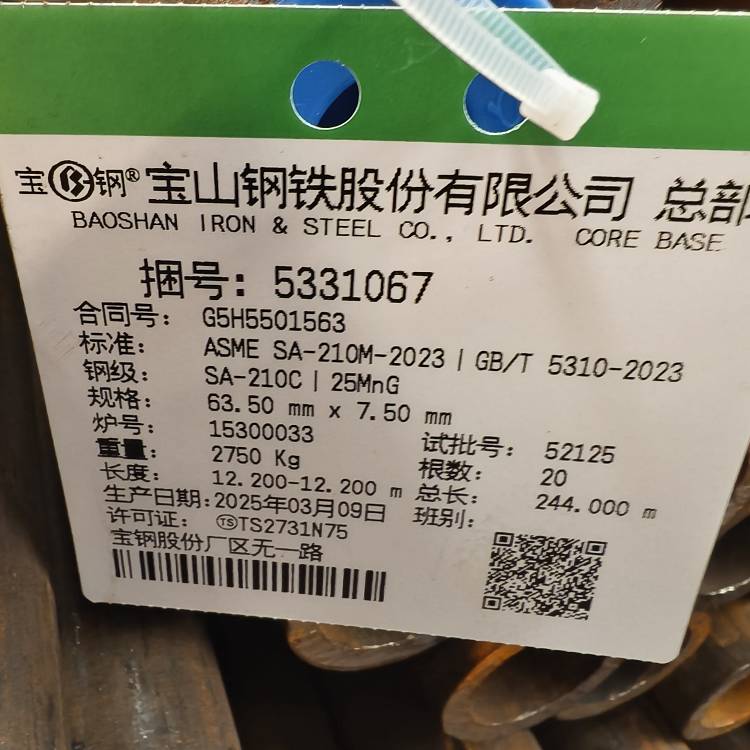 宝钢® 宝山钢铁股份有限公司 总部
BAOSHAN IRON & STEEL CO., LTD. CORE BASE
捆号: 5331067
合同号: G5H5501563
标准: ASME SA-210M-2023 | GB/T 5310-2023
钢级: SA-210C | 25MnG
规格: 63.50 mm x 7.50 mm
炉号: 15300033 试批号: 52125
重量: 2750 Kg 根数: 20
长度: 12.200-12.200 m 总长: 244.000 m
生产日期: 2025年03月09日 班别:
许可证: TS TS2731N75
宝钢股份厂区无一路